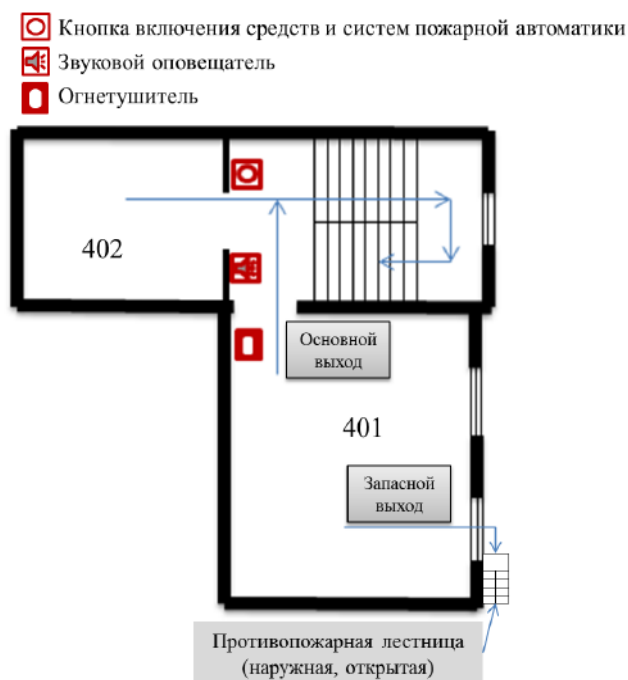 Кнопка включения средств и систем пожарной автоматики
Звуковой оповещатель
Огнетушитель
402
Основной
выход
401
Запасной
выход
Противопожарная лестница
(наружная, открытая)